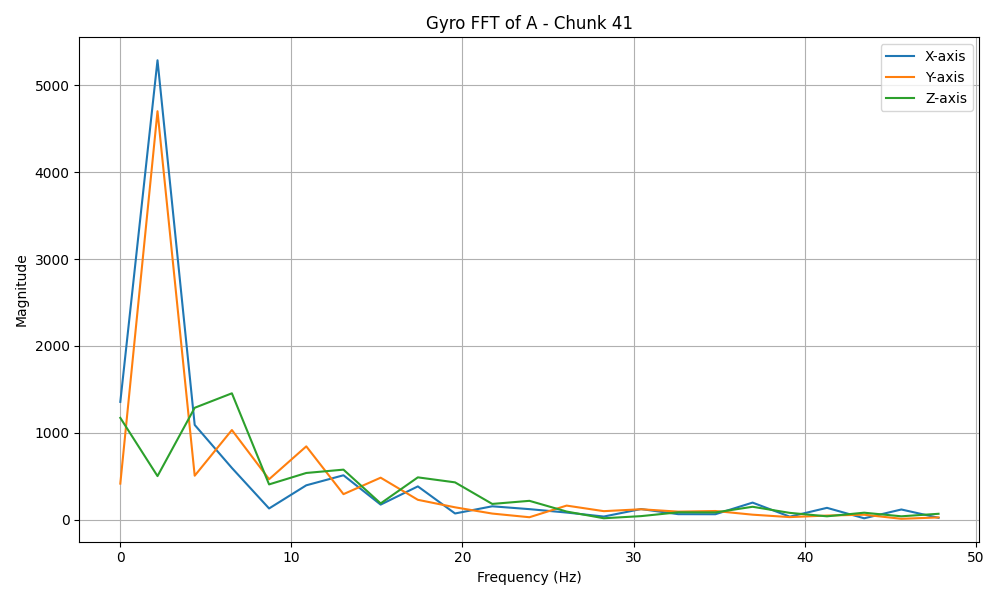 Gyro FFT of A - Chunk 41
X-axis
Y-axis
Z-axis
5000
4000
3000
2000
1000
0
Magnitude
0 10 20 30 40 50
Frequency (Hz)